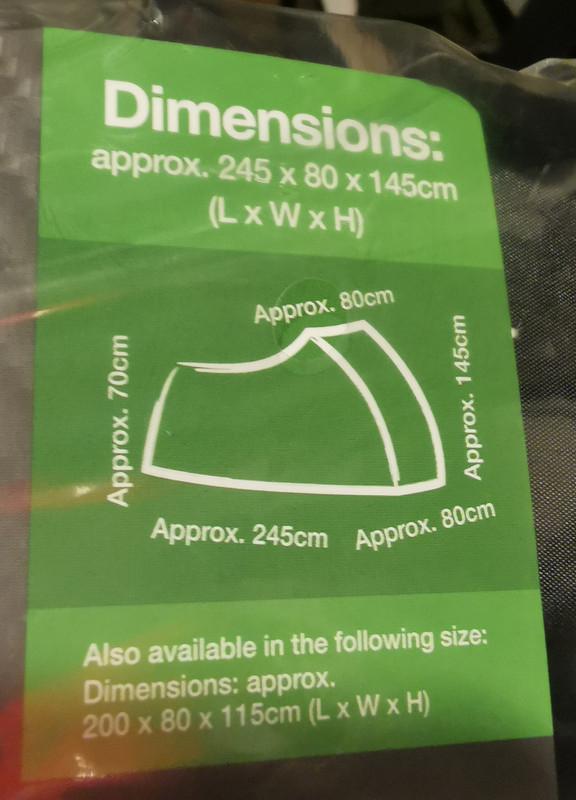 Dimensions:
approx. 245 x 80 x 145cm
(L x W x H)
Approx. 80cm
Approx. 70cm
Approx. 145cm
Approx. 245cm
Approx. 80cm
Also available in the following size:
Dimensions: approx.
200 x 80 x 115cm (L x W x H)